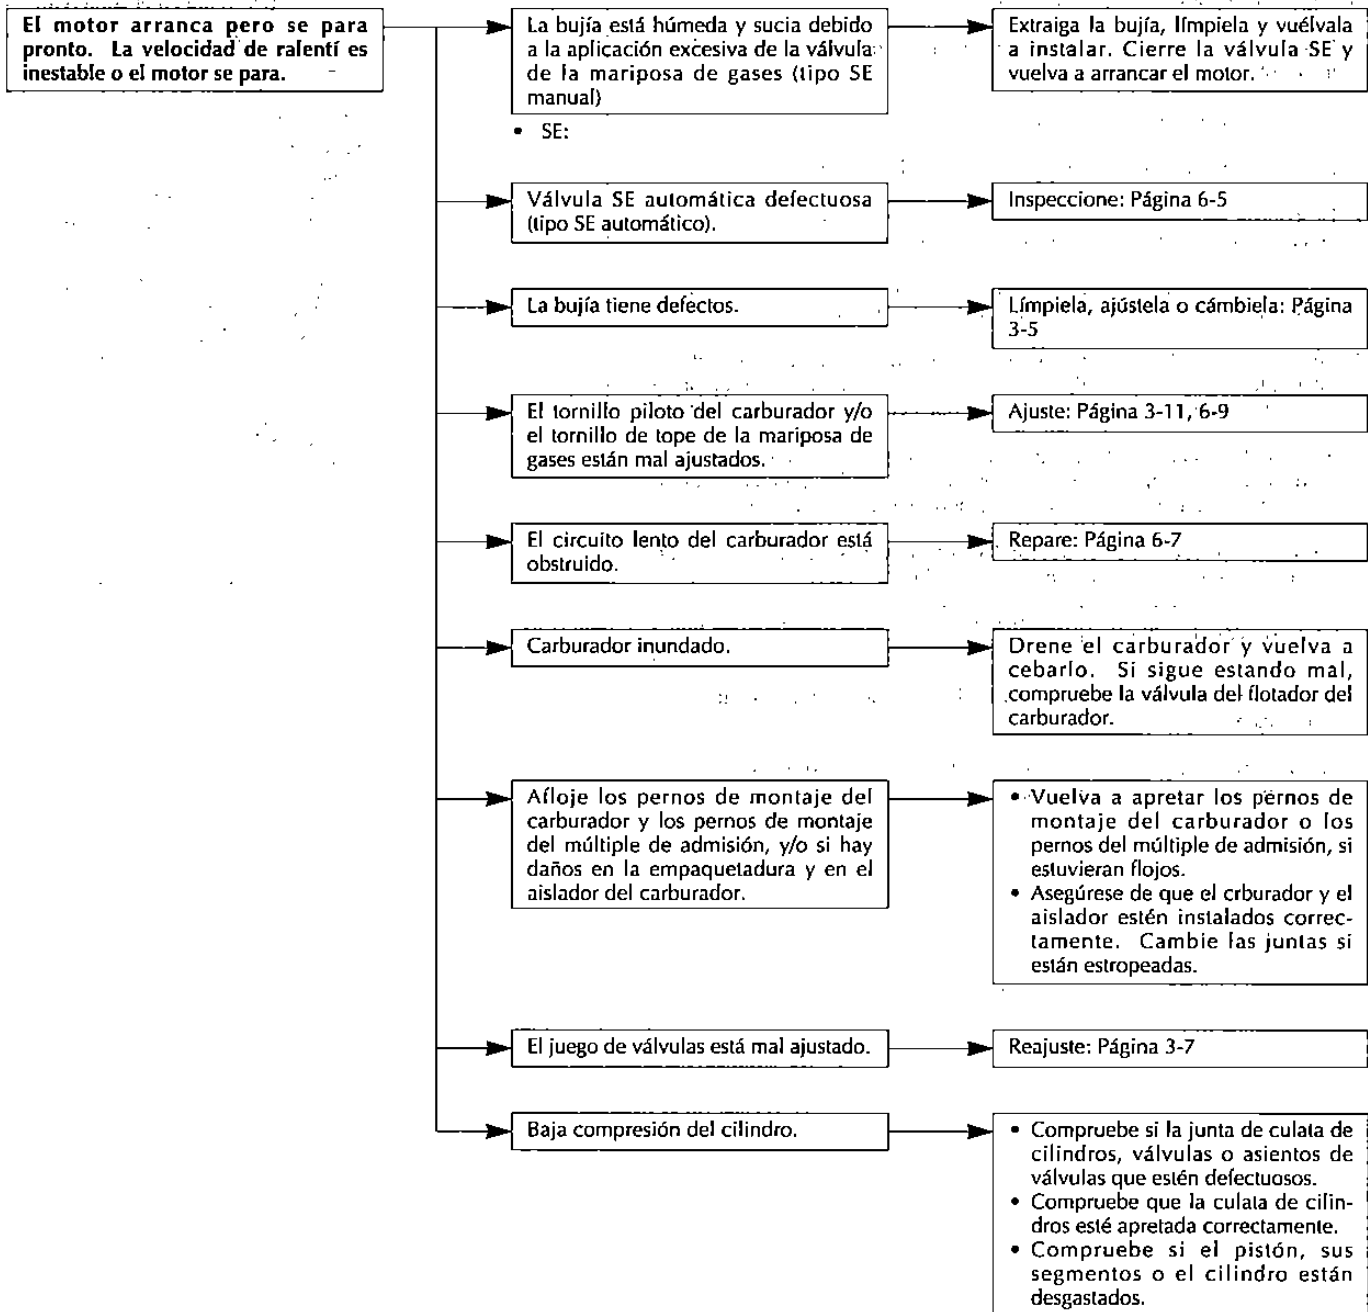 El motor arranca pero se para
pronto. La velocidad de ralentí es
inestable o el motor se para.
La bujía está húmeda y sucia debido
a la aplicación excesiva de la válvula
de la mariposa de gases (tipo SE
manual)
• SE:
Extraiga la bujía, límpiela y vuélvala
a instalar. Cierre la válvula SE y
vuelva a arrancar el motor.
Válvula SE automática defectuosa
(tipo SE automático).
Inspeccione: Página 6-5
La bujía tiene defectos.
Límpiela, ajústela o cámbiela: Página
3-5
El tornillo piloto del carburador y/o
el tornillo de tope de la mariposa de
gases están mal ajustados.
Ajuste: Página 3-11, 6-9
El circuito lento del carburador está
obstruido.
Repare: Página 6-7
Carburador inundado.
Drene el carburador y vuelva a
cebarlo. Si sigue estando mal,
compruebe la válvula del flotador del
carburador.
Afloje los pernos de montaje del
carburador y los pernos de montaje
del múltiple de admisión, y/o si hay
daños en la empaquetadura y en el
aislador del carburador.
• Vuelva a apretar los pernos de
montaje del carburador o los
pernos del múltiple de admisión, si
estuvieran flojos.
• Asegúrese de que el crburador y el
aislador estén instalados correc-
tamente. Cambie las juntas si
están estropeadas.
El juego de válvulas está mal ajustado.
Reajuste: Página 3-7
Baja compresión del cilindro.
• Compruebe si la junta de culata de
cilindros, válvulas o asientos de
válvulas que estén defectuosos.
• Compruebe que la culata de cilin-
dros esté apretada correctamente.
• Compruebe si el pistón, sus
segmentos o el cilindro están
desgastados.